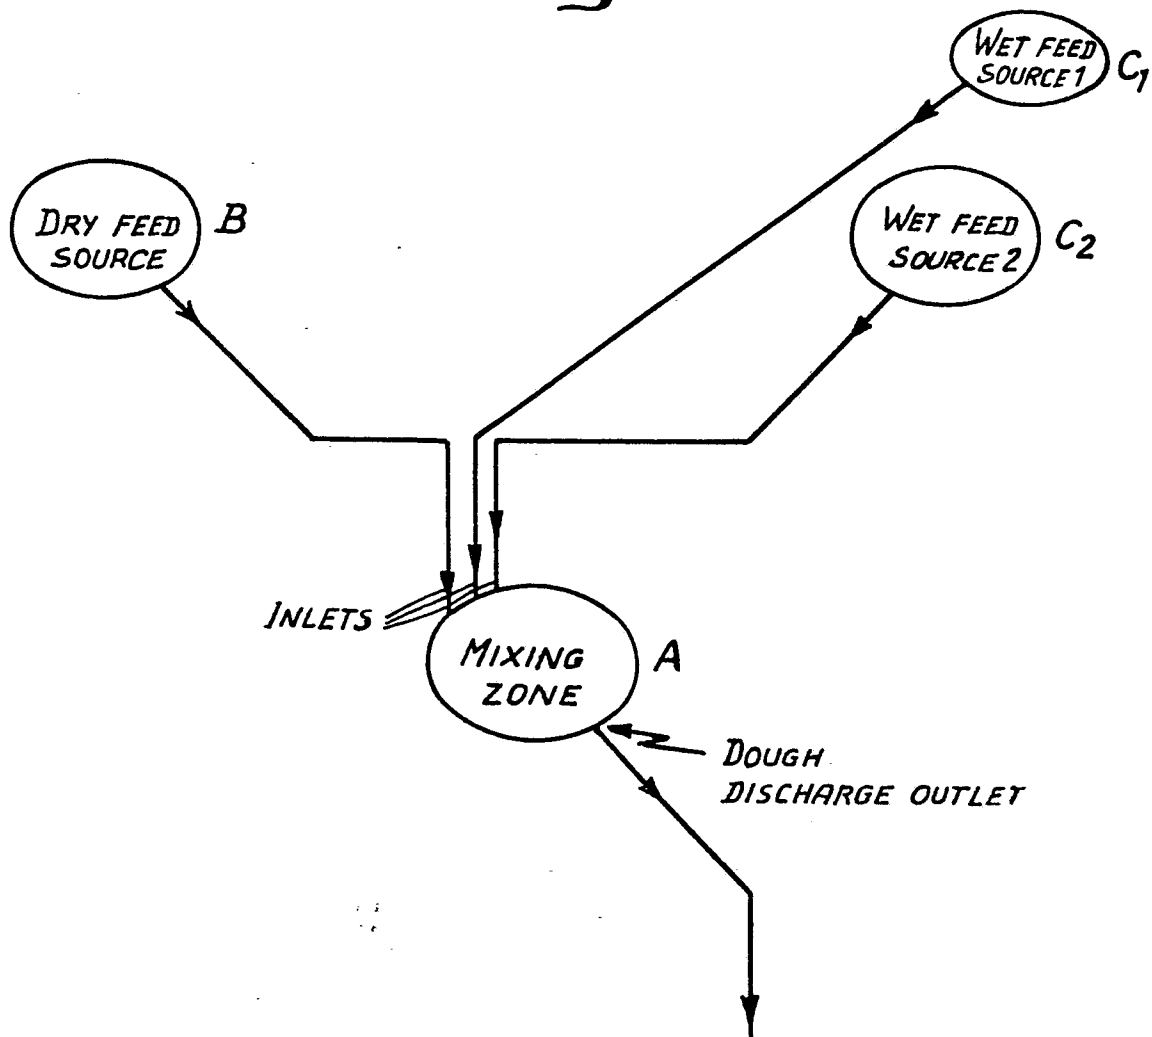 WET FEED
SOURCE 1
C1
DRY FEED
SOURCE
B
WET FEED
SOURCE 2
C2
INLETS
MIXING
ZONE
A
DOUGH
DISCHARGE OUTLET